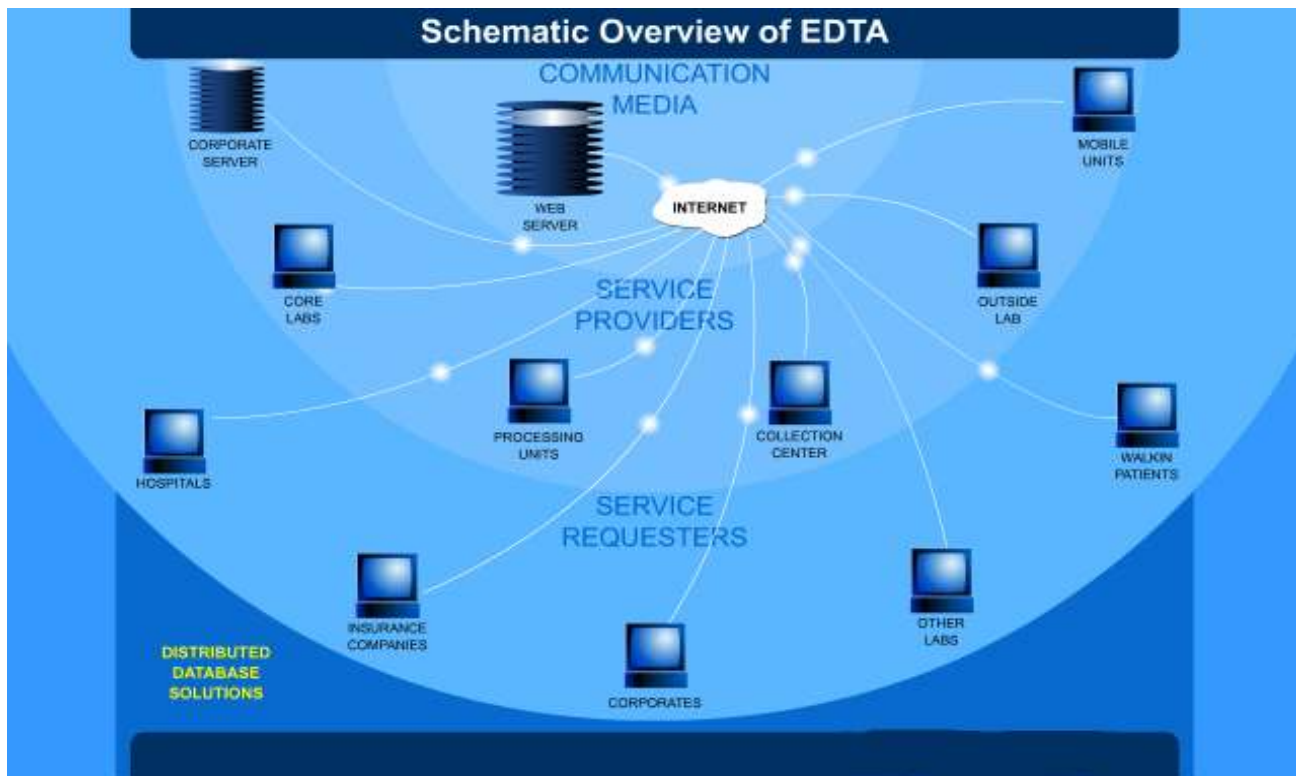 Schematic Overview of EDTA
COMMUNICATION
MEDIA
CORPORATE
SERVER
MOBILE
UNITS
WEB
SERVER
INTERNET
CORE
LABS
SERVICE
PROVIDERS
OUTSIDE
LAB
PROCESSING
UNITS
COLLECTION
CENTER
HOSPITALS
WALKIN
PATIENTS
SERVICE
REQUESTERS
INSURANCE
COMPANIES
OTHER
LABS
CORPORATES
DISTRIBUTED
DATABASE
SOLUTIONS